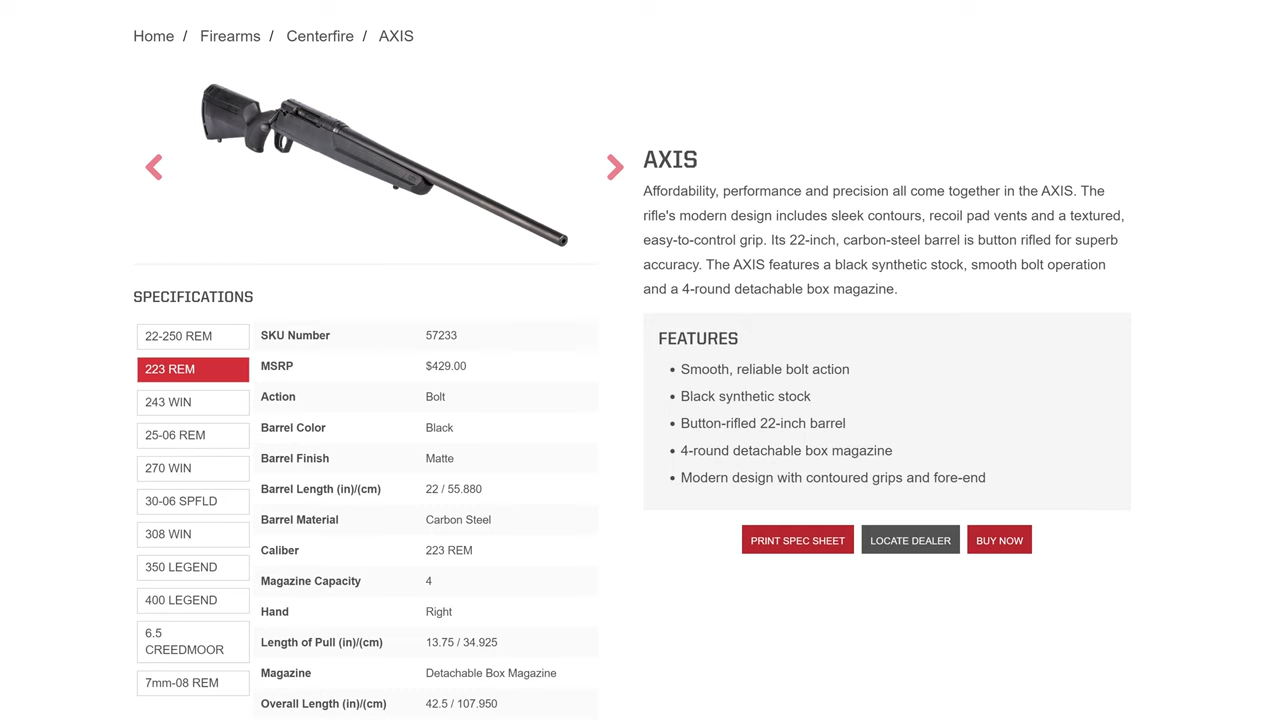 Home / Firearms / Centerfire / AXIS
AXIS
Affordability, performance and precision all come together in the AXIS. The
rifle's modern design includes sleek contours, recoil pad vents and a textured,
easy-to-control grip. Its 22-inch, carbon-steel barrel is button rifled for superb
accuracy. The AXIS features a black synthetic stock, smooth bolt operation
and a 4-round detachable box magazine.
FEATURES
• Smooth, reliable bolt action
• Black synthetic stock
• Button-rifled 22-inch barrel
• 4-round detachable box magazine
• Modern design with contoured grips and fore-end
PRINT SPEC SHEET LOCATE DEALER BUY NOW
SPECIFICATIONS
22-250 REM
223 REM
243 WIN
25-06 REM
270 WIN
30-06 SPFLD
308 WIN
350 LEGEND
400 LEGEND
6.5
CREEDMOOR
7mm-08 REM
SKU Number 57233
MSRP $429.00
Action Bolt
Barrel Color Black
Barrel Finish Matte
Barrel Length (in)/(cm) 22 / 55.880
Barrel Material Carbon Steel
Caliber 223 REM
Magazine Capacity 4
Hand Right
Length of Pull (in)/(cm) 13.75 / 34.925
Magazine Detachable Box Magazine
Overall Length (in)/(cm) 42.5 / 107.950